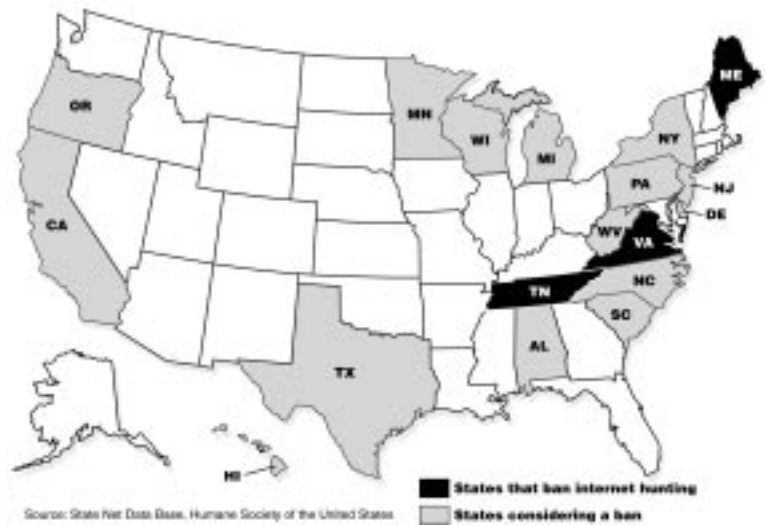 ME
OR
MN
WI
MI
NY
PA
NJ
DE
CA
WV
VA
NC
TN
SC
AL
TX
HI
States that ban internet hunting
States considering a ban
Source: State Net Data Base, Humane Society of the United States